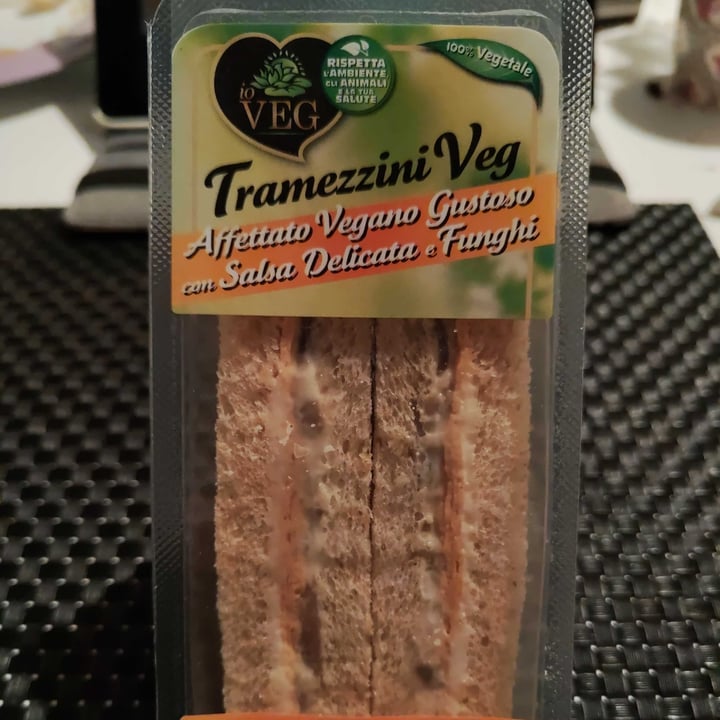 io
VEG
RISPETTA
L'AMBIENTE
GLI ANIMALI
E LA TUA
SALUTE
100% Vegetale
Tramezzini Veg
Affettato Vegano Gustoso
con Salsa Delicata e Funghi